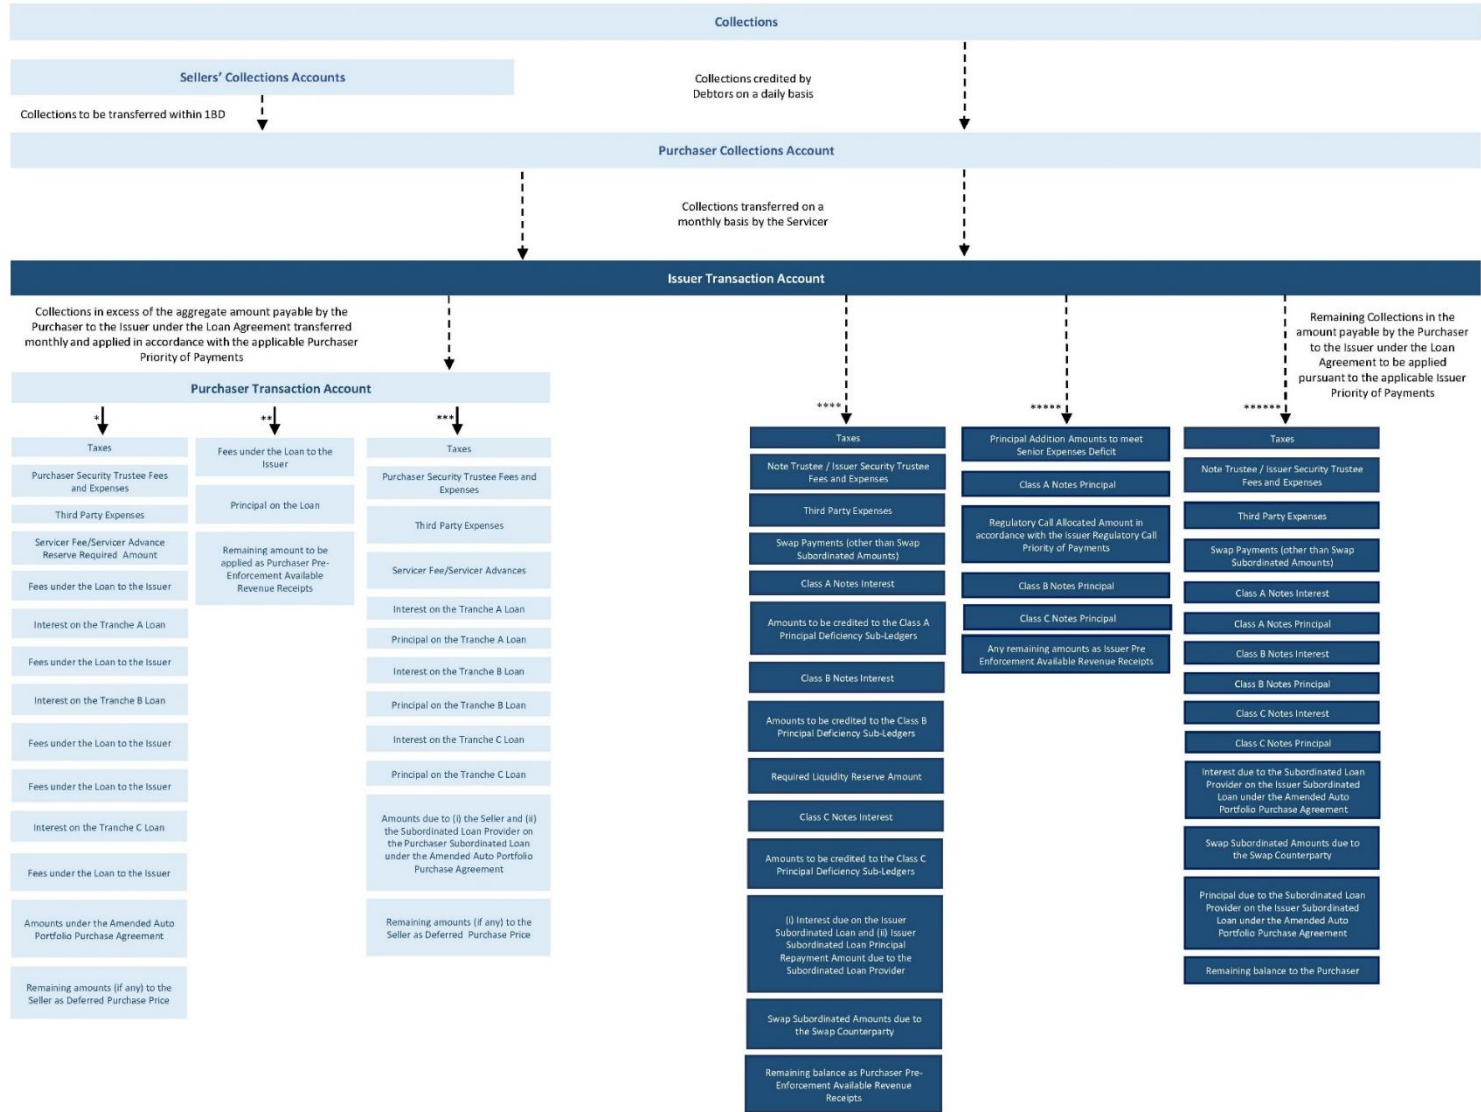 Collections
Sellers' Collections Accounts
Collections credited by
Debtors on a daily basis
Collections to be transferred within 1BD
Purchaser Collections Account
Collections transferred on a
monthly basis by the Servicer
Issuer Transaction Account
Collections in excess of the aggregate amount payable by the
Purchaser to the Issuer under the Loan Agreement transferred
monthly and applied in accordance with the applicable Purchaser
Priority of Payments
Remaining Collections in the
amount payable by the Purchaser
to the Issuer under the Loan
Agreement to be applied
pursuant to the applicable Issuer
Priority of Payments
Purchaser Transaction Account
*
Taxes
Purchaser Security Trustee Fees
and Expenses
Third Party Expenses
Servicer Fee/Servicer Advance
Reserve Required Amount
Fees under the Loan to the Issuer
Interest on the Tranche A Loan
Fees under the Loan to the Issuer
Interest on the Tranche B Loan
Fees under the Loan to the Issuer
Fees under the Loan to the Issuer
Interest on the Tranche C Loan
Fees under the Loan to the Issuer
Amounts under the Amended Auto
Portfolio Purchase Agreement
Remaining amounts (if any) to the
Seller as Deferred Purchase Price
**
Fees under the Loan to the
Issuer
Principal on the Loan
Remaining amount to be
applied as Purchaser Pre-
Enforcement Available
Revenue Receipts
***
Taxes
Purchaser Security Trustee Fees and
Expenses
Third Party Expenses
Servicer Fee/Servicer Advances
Interest on the Tranche A Loan
Principal on the Tranche A Loan
Interest on the Tranche B Loan
Principal on the Tranche B Loan
Interest on the Tranche C Loan
Principal on the Tranche C Loan
Amounts due to (i) the Seller and (ii)
the Subordinated Loan Provider on
the Purchaser Subordinated Loan
under the Amended Auto Portfolio
Purchase Agreement
Remaining amounts (if any) to the
Seller as Deferred Purchase Price
****
Taxes
Note Trustee / Issuer Security Trustee
Fees and Expenses
Third Party Expenses
Swap Payments (other than Swap
Subordinated Amounts)
Class A Notes Interest
Amounts to be credited to the Class A
Principal Deficiency Sub-Ledgers
Class B Notes Interest
Amounts to be credited to the Class B
Principal Deficiency Sub-Ledgers
Required Liquidity Reserve Amount
Class C Notes Interest
Amounts to be credited to the Class C
Principal Deficiency Sub-Ledgers
(i) Interest due on the Issuer
Subordinated Loan and (ii) Issuer
Subordinated Loan Principal
Repayment Amount due to the
Subordinated Loan Provider
Swap Subordinated Amounts due to
the Swap Counterparty
Remaining balance as Purchaser Pre-
Enforcement Available Revenue
Receipts
*****
Principal Addition Amounts to meet
Senior Expenses Deficit
Class A Notes Principal
Regulatory Call Allocated Amount in
accordance with the Issuer Regulatory Call
Priority of Payments
Class B Notes Principal
Class C Notes Principal
Any remaining amounts as Issuer Pre
Enforcement Available Revenue Receipts
******
Taxes
Note Trustee / Issuer Security Trustee
Fees and Expenses
Third Party Expenses
Swap Payments (other than Swap
Subordinated Amounts)
Class A Notes Interest
Class A Notes Principal
Class B Notes Interest
Class B Notes Principal
Class C Notes Interest
Class C Notes Principal
Interest due to the Subordinated Loan
Provider on the Issuer Subordinated
Loan under the Amended Auto
Portfolio Purchase Agreement
Swap Subordinated Amounts due to
the Swap Counterparty
Principal due to the Subordinated Loan
Provider on the Issuer Subordinated
Loan under the Amended Auto
Portfolio Purchase Agreement
Remaining balance to the Purchaser